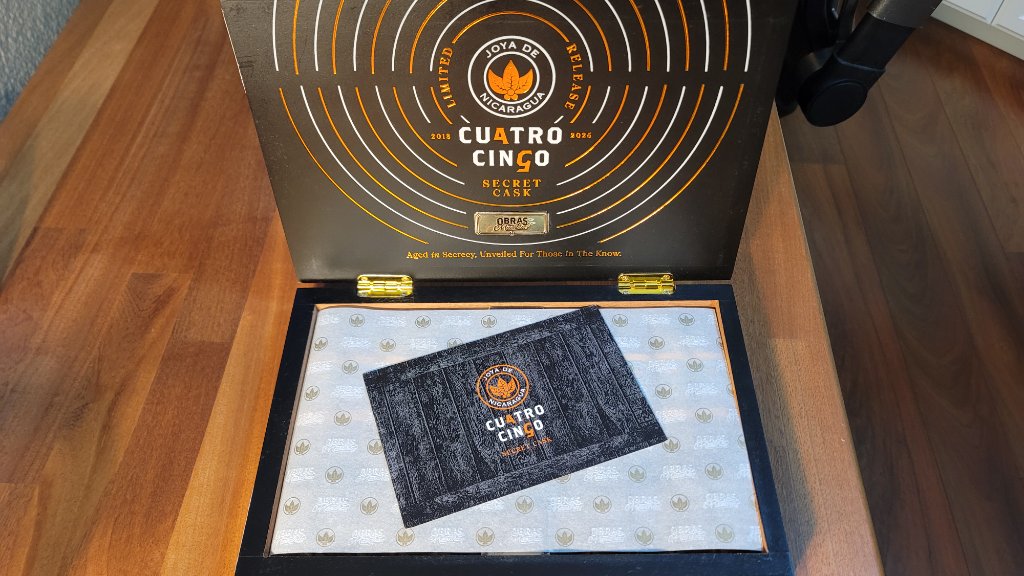 LIMITED RELEASE
JOYA DE
NICARAGUA
2018 2026
CUATRO
CINCO
SECRET
CASK
OBRAS
Aged in Secrecy, Unveiled For Those In The Know.
JOYA DE
NICARAGUA
CUATRO
CINCO
SECRET CASK